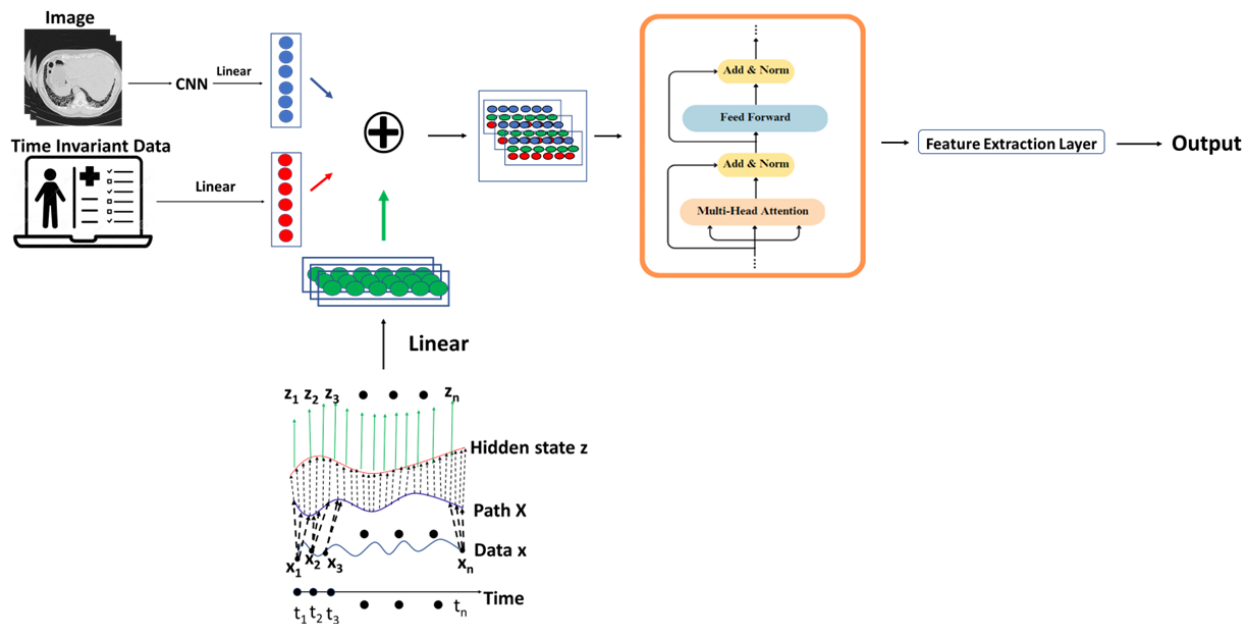 Image
CNN
Linear
Time Invariant Data
Linear
Linear
z1 z2 z3 zn
Hidden state z
Path X
Data x
x1 x2 x3 xn
Time
t1 t2 t3 tn
Add & Norm
Feed Forward
Add & Norm
Multi-Head Attention
Feature Extraction Layer
Output